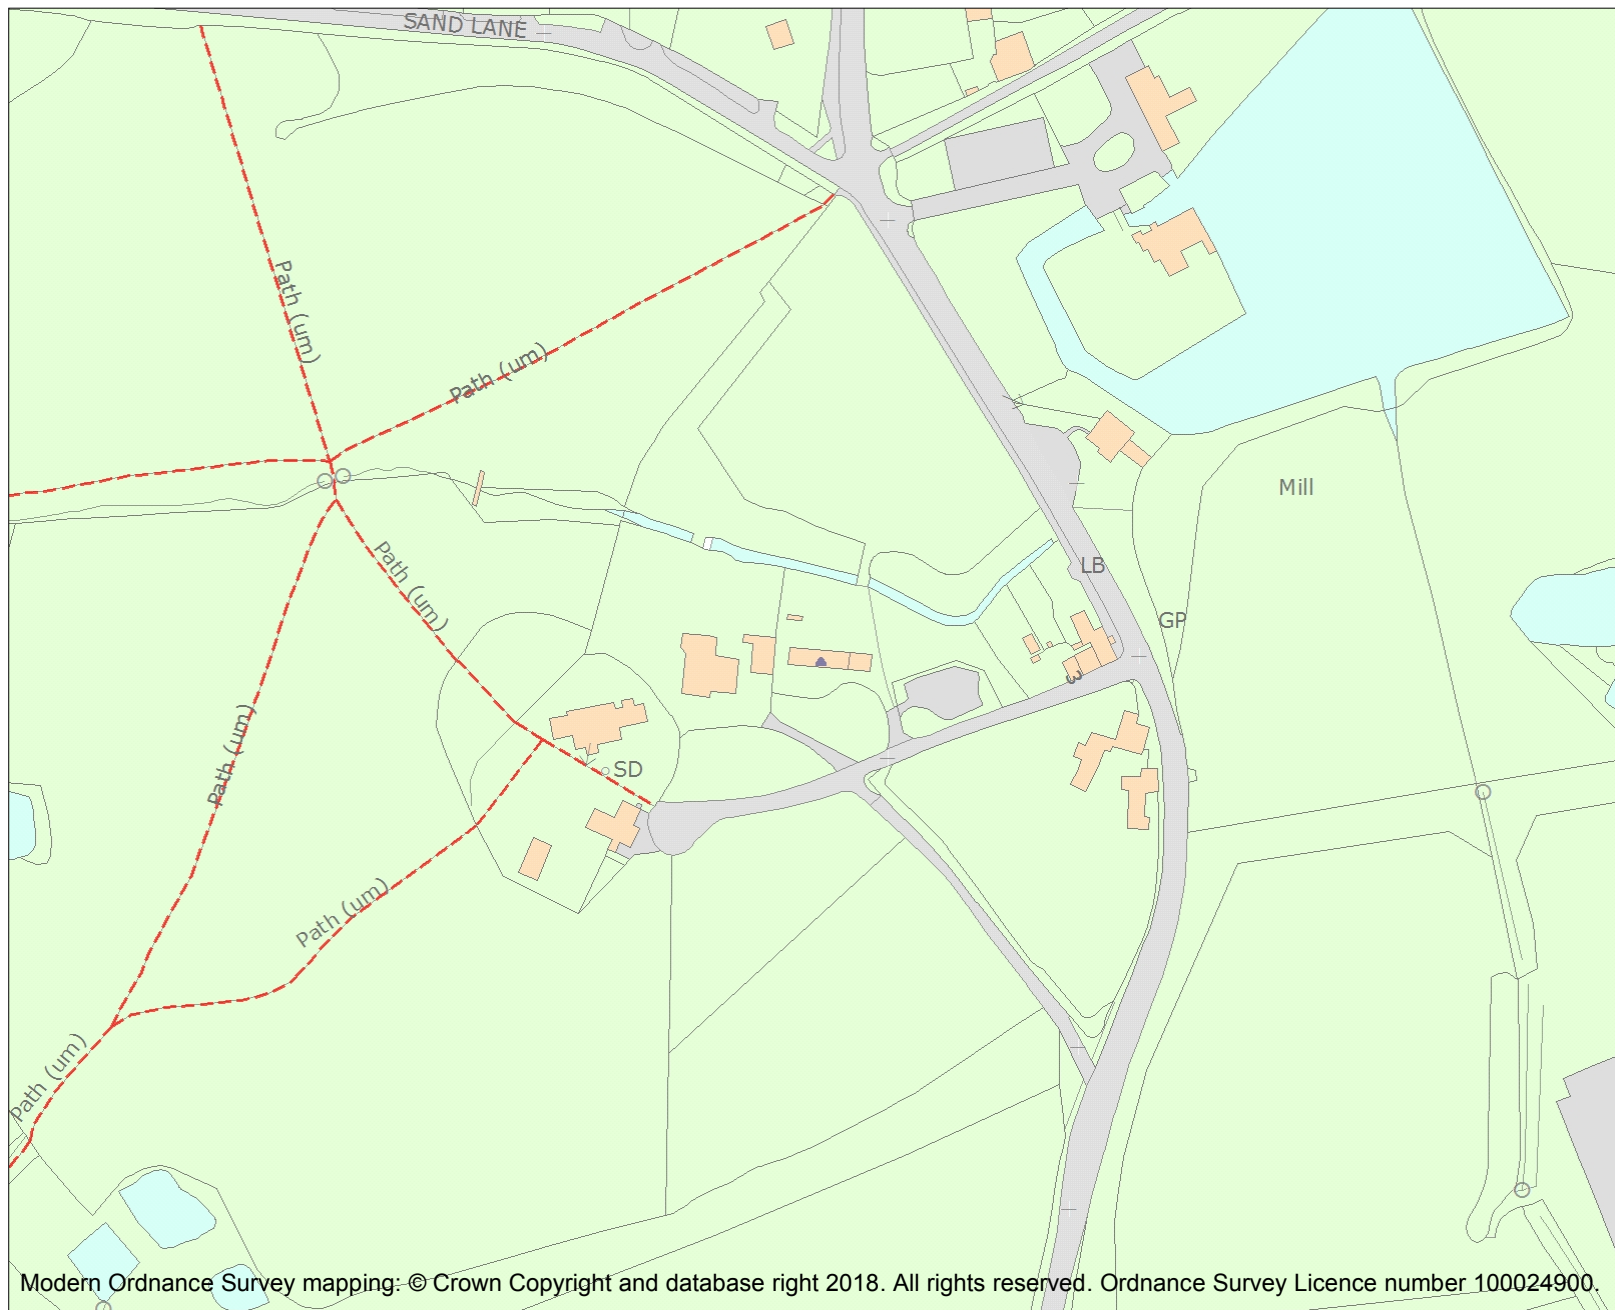 SAND LANE
Path (um)
Path (um)
Mill
Path (um)
LB
GP
3
Path (um)
SD
Path (um)
Path (um)
Modern Ordnance Survey mapping: © Crown Copyright and database right 2018. All rights reserved. Ordnance Survey Licence number 100024900.